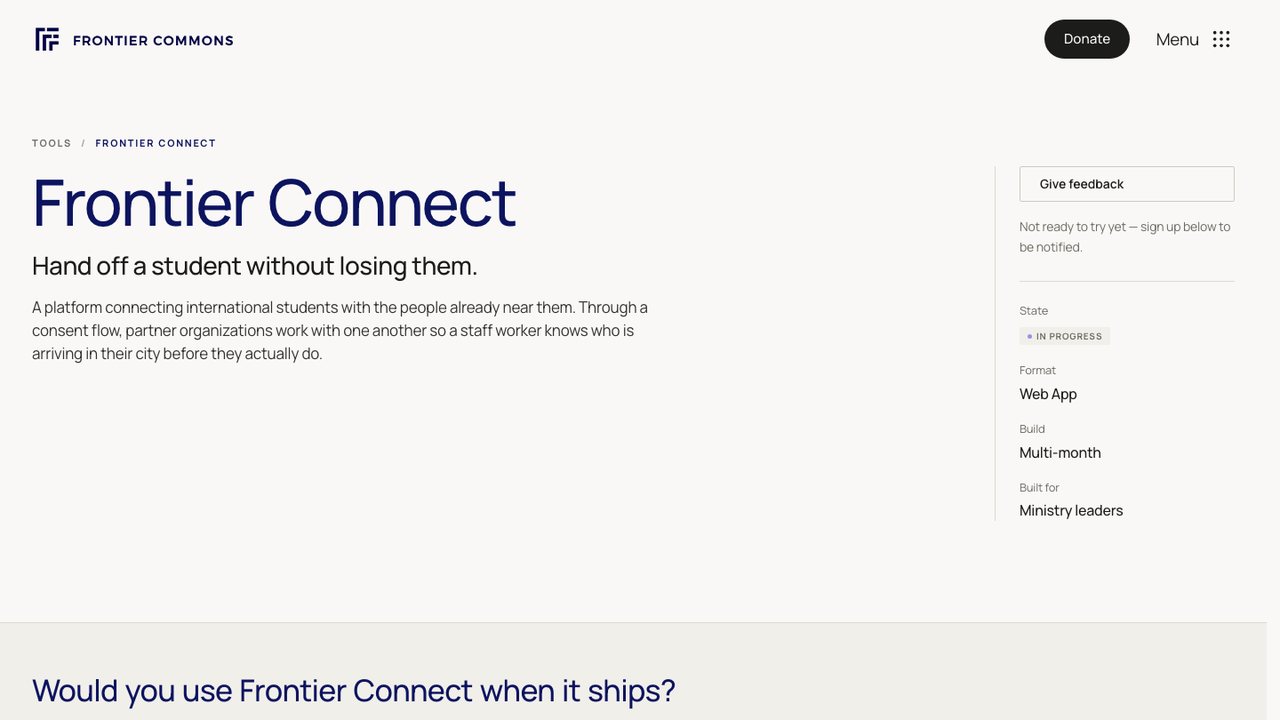 FRONTIER COMMONS
Donate
Menu
TOOLS / FRONTIER CONNECT
Frontier Connect
Hand off a student without losing them.
A platform connecting international students with the people already near them. Through a
consent flow, partner organizations work with one another so a staff worker knows who is
arriving in their city before they actually do.
Give feedback
Not ready to try yet — sign up below to
be notified.
State
IN PROGRESS
Format
Web App
Build
Multi-month
Built for
Ministry leaders
Would you use Frontier Connect when it ships?